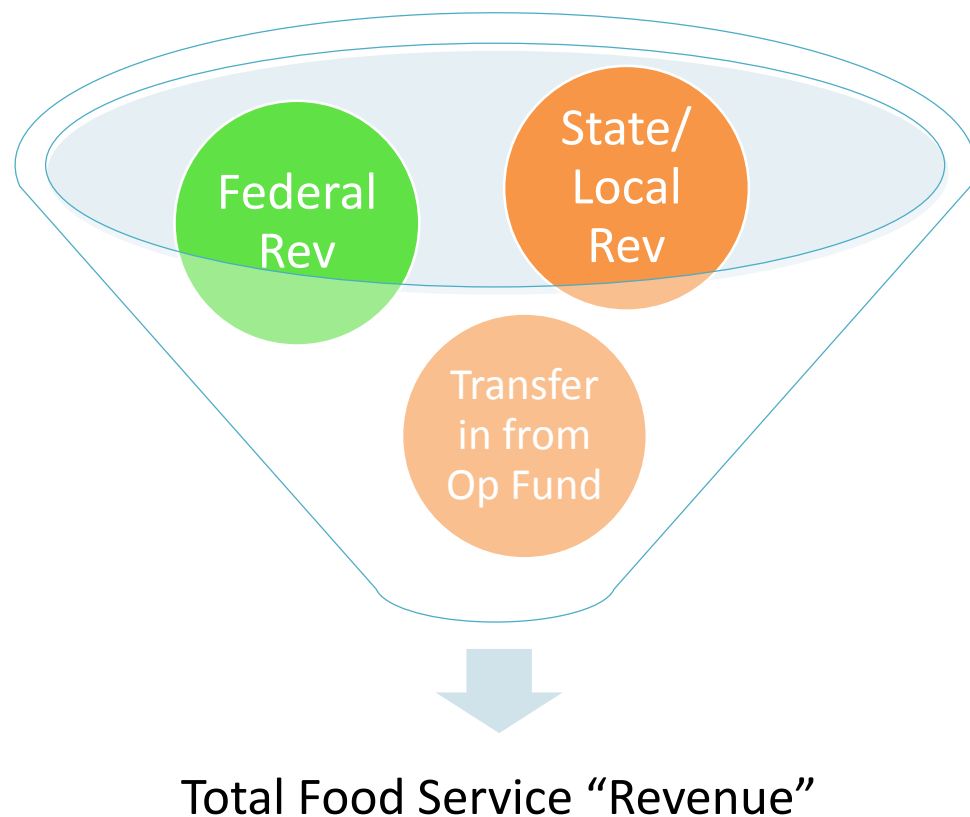 Federal
Rev
State/
Local
Rev
Transfer
in from
Op Fund
Total Food Service “Revenue”